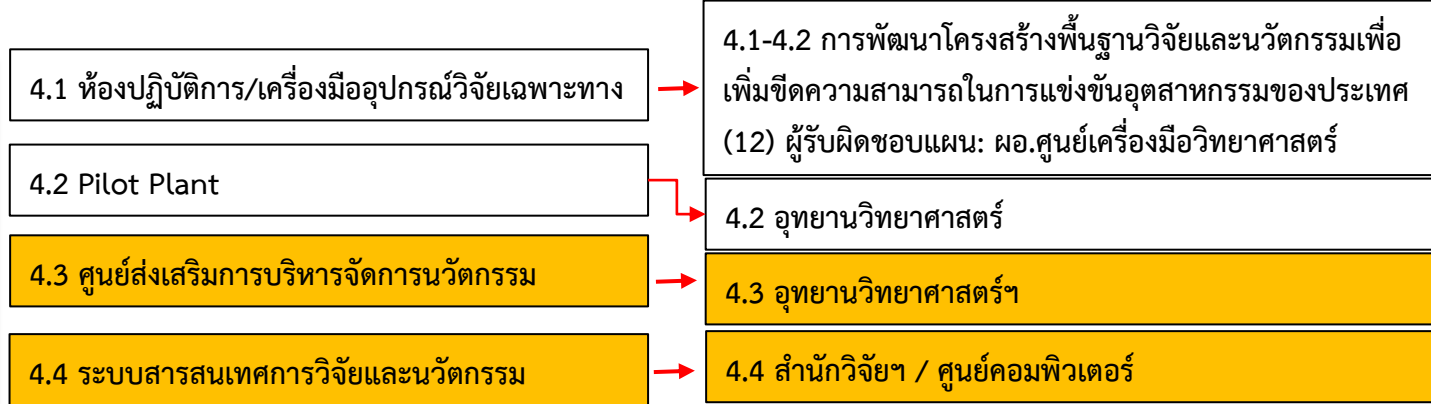 4.1 ห้องปฏิบัติการ/เครื่องมืออุปกรณ์วิจัยเฉพาะทาง
4.1-4.2 การพัฒนาโครงสร้างพื้นฐานวิจัยและนวัตกรรมเพื่อ
เพิ่มขีดความสามารถในการแข่งขันอุตสาหกรรมของประเทศ
(12) ผู้รับผิดชอบแผน: ผอ.ศูนย์เครื่องมือวิทยาศาสตร์
4.2 Pilot Plant
4.2 อุทยานวิทยาศาสตร์
4.3 ศูนย์ส่งเสริมการบริหารจัดการนวัตกรรม
4.3 อุทยานวิทยาศาสตร์ฯ
4.4 ระบบสารสนเทศการวิจัยและนวัตกรรม
4.4 สำนักวิจัยฯ / ศูนย์คอมพิวเตอร์